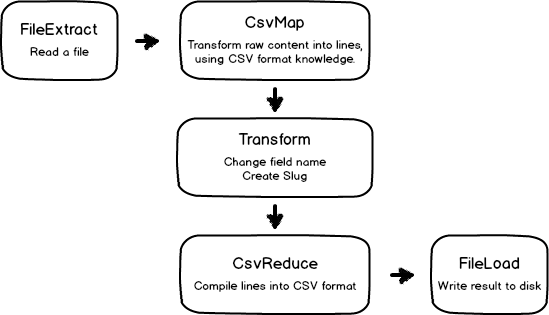 FileExtract
Read a file
CsvMap
Transform raw content into lines,
using CSV format knowledge.
Transform
Change field name
Create Slug
CsvReduce
Compile lines into CSV format
FileLoad
Write result to disk